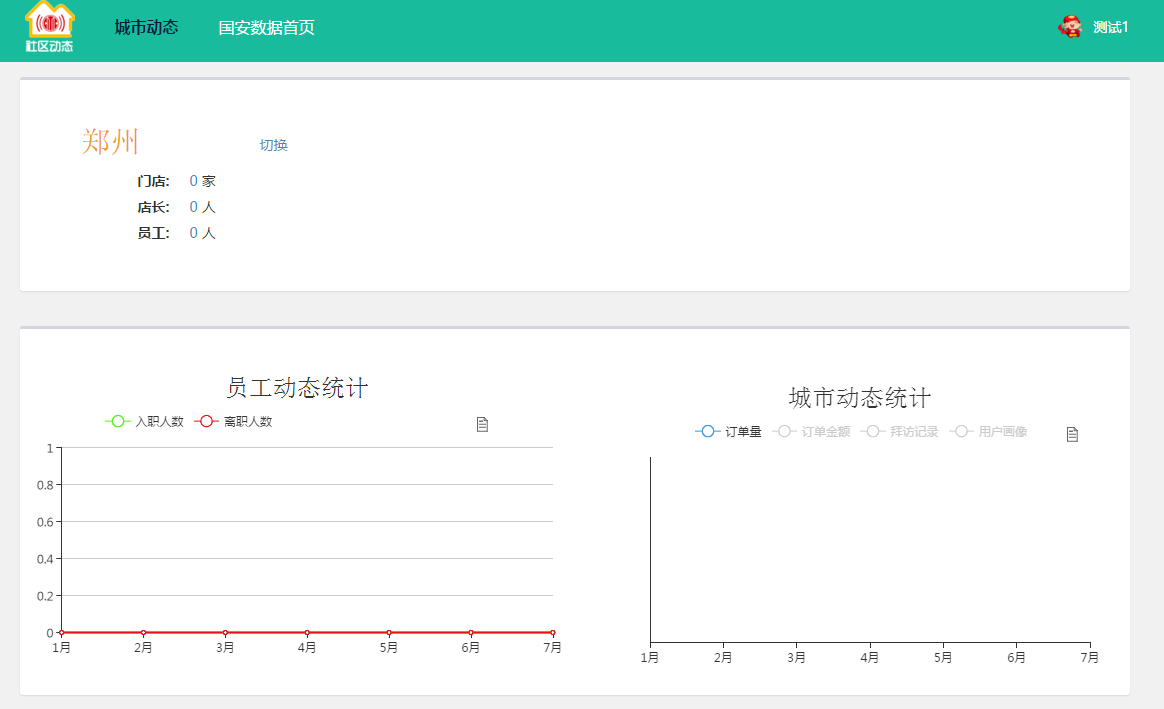 社区动态
城市动态 国安数据首页 测试1
郑州 切换
门店: 0 家
店长: 0 人
员工: 0 人
员工动态统计
入职人数 离职人数
1
0.8
0.6
0.4
0.2
0
1月 2月 3月 4月 5月 6月 7月
城市动态统计
订单量 订单金额 拜访记录 用户画像
1月 2月 3月 4月 5月 6月 7月